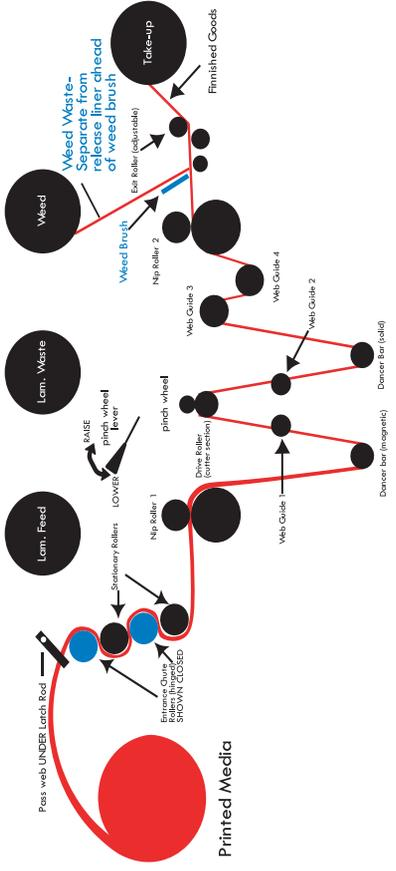 Take-up
Finnished Goods
Weed Waste-
Separate from
release liner ahead
of weed brush
Exit Roller (adjustable)
Weed
Weed Brush
Nip Roller 2
Web Guide 3
Web Guide 4
Web Guide 2
Dancer Bar (solid)
Lam. Waste
RAISE
pinch wheel
lever
LOWER
pinch wheel
Drive Roller
(cutter section)
Dancer bar (magnetic)
Web Guide 1
Lam. Feed
Nip Roller 1
Stationary Rollers
Pass web UNDER Latch Rod
Entrance Chute
Rollers (hinged)
SHOWN CLOSED
Printed Media